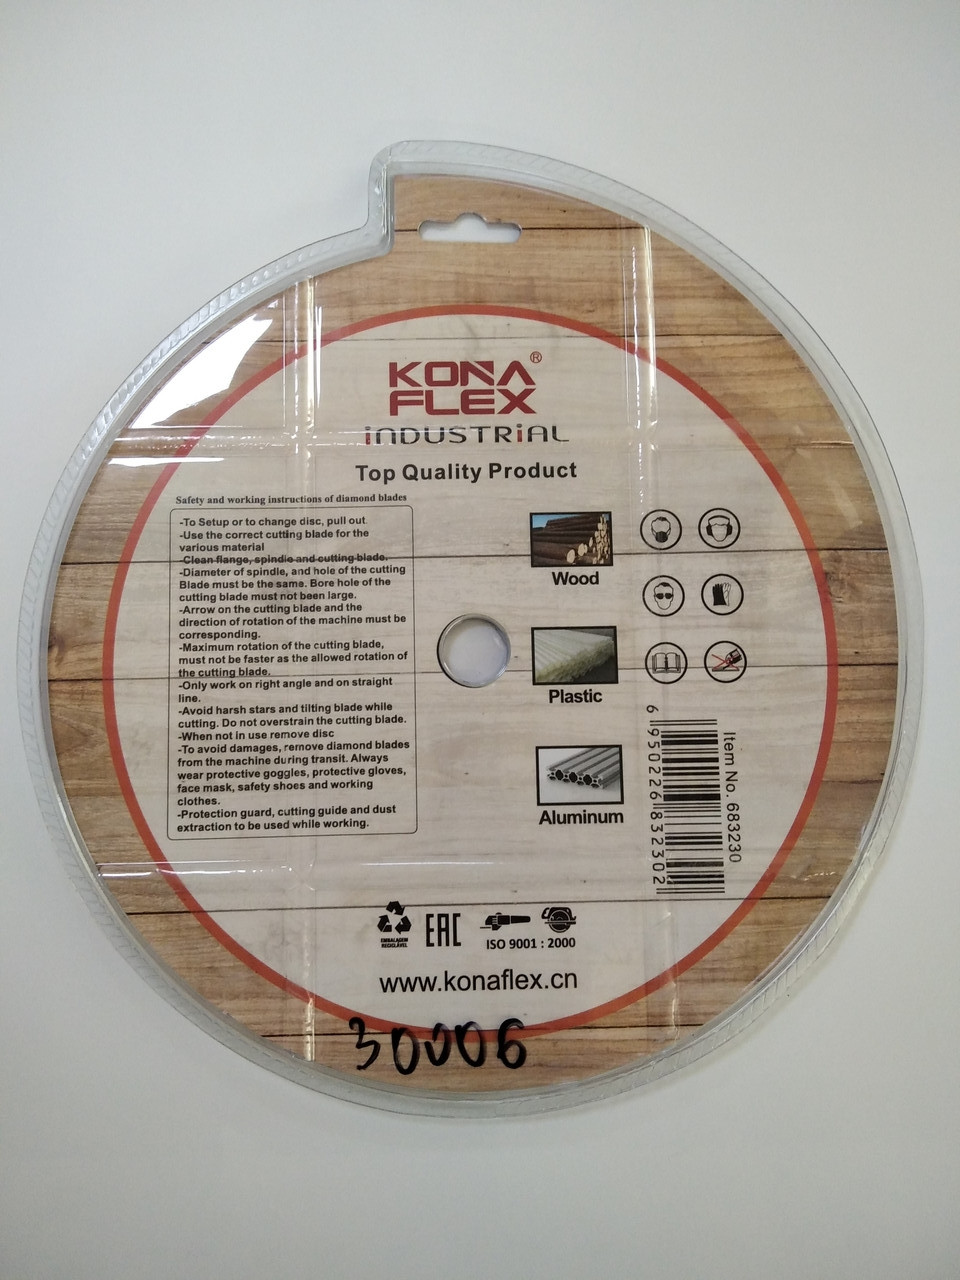 KONA®
FLEX
iNDUSTRiAL
Top Quality Product
Safety and working instructions of diamond blades
-To Setup or to change disc, pull out
-Use the correct cutting blade for the
various material
-Clean flange, spindle and cutting blade.
-Diameter of spindle, and hole of the cutting
Blade must be the same. Bore hole of the
cutting blade must not been large.
-Arrow on the cutting blade and the
direction of rotation of the machine must be
corresponding.
-Maximum rotation of the cutting blade,
must not be faster as the allowed rotation of
the cutting blade.
-Only work on right angle and on straight
line.
-Avoid harsh stars and tilting blade while
cutting. Do not overstrain the cutting blade.
-When not in use remove disc
-To avoid damages, remove diamond blades
from the machine during transit. Always
wear protective goggles, protective gloves,
face mask, safety shoes and working
clothes.
-Protection guard, cutting guide and dust
extraction to be used while working.
Wood
Plastic
Aluminum
Item No. 683230
6 950226 832302
EMBALAGEM
RECICLÁVEL
EAC
ISO 9001 : 2000
www.konaflex.cn
30006